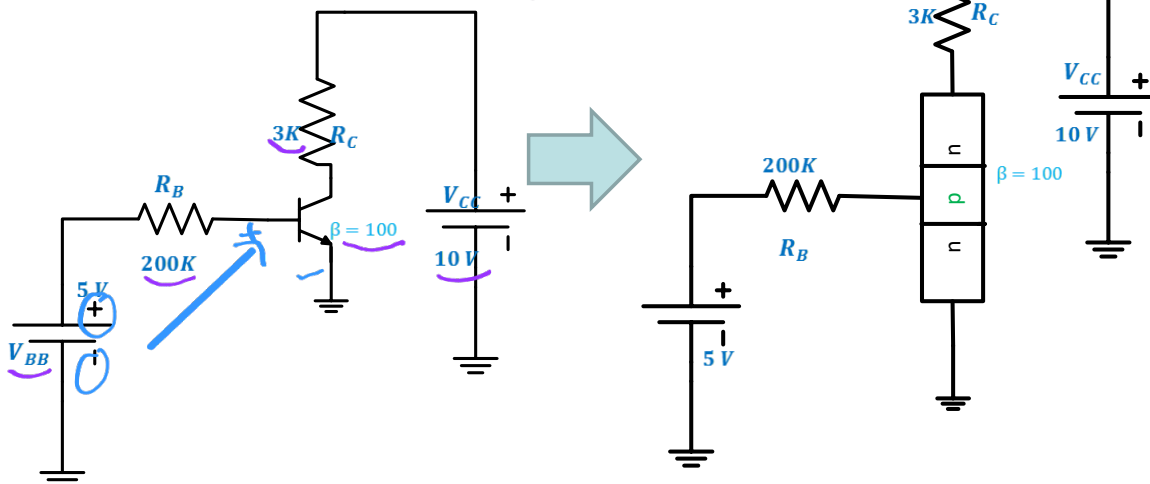 3K R_C
R_B
200K
β = 100
V_CC
+
10 V
5 V
+
V_BB
3K R_C
V_CC
+
10 V
n
p
n
β = 100
200K
R_B
+
5 V